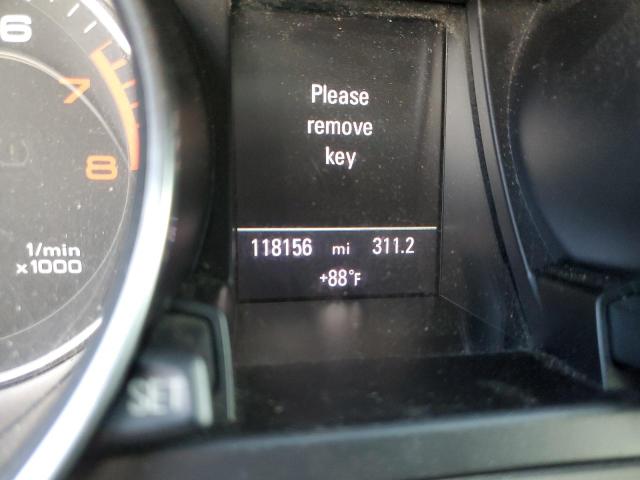 6
7
8
1/min
x1000
Please
remove
key
118156 mi 311.2
+88°F
SET